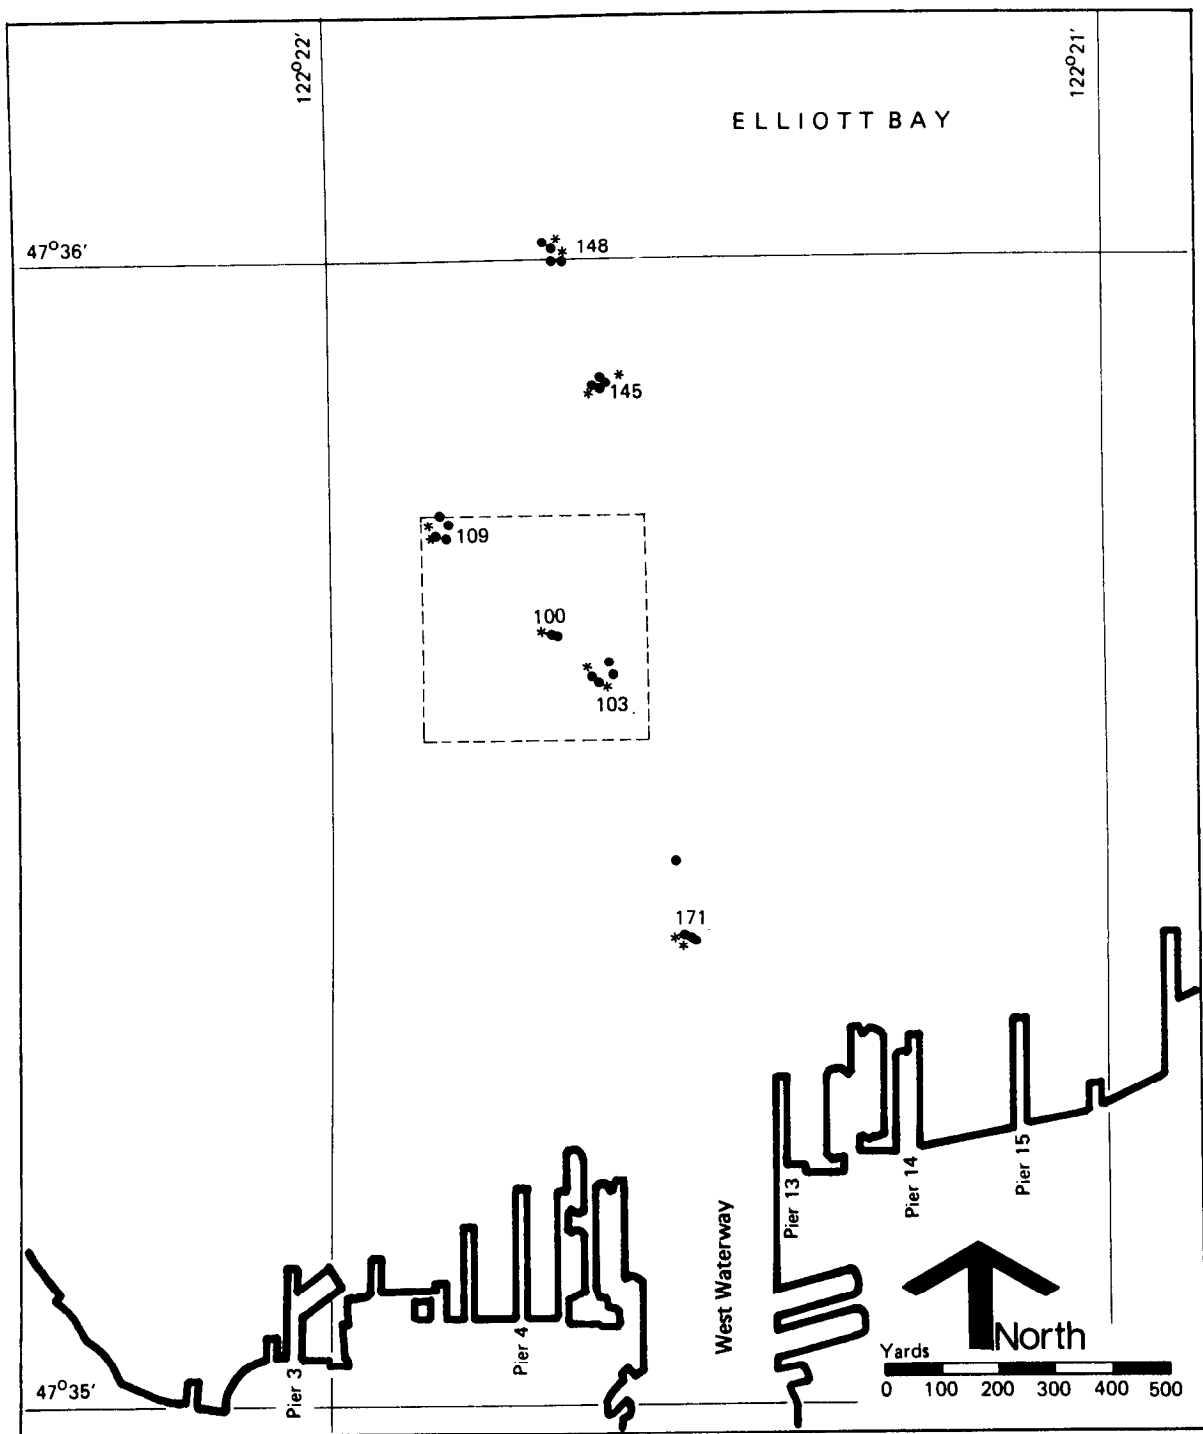 122°22'
122°21'
ELLIOTT BAY
47°36'
148
145
109
100
103
171
Pier 13
Pier 14
Pier 15
West Waterway
Pier 4
Pier 3
North
Yards
0 100 200 300 400 500
47°35'